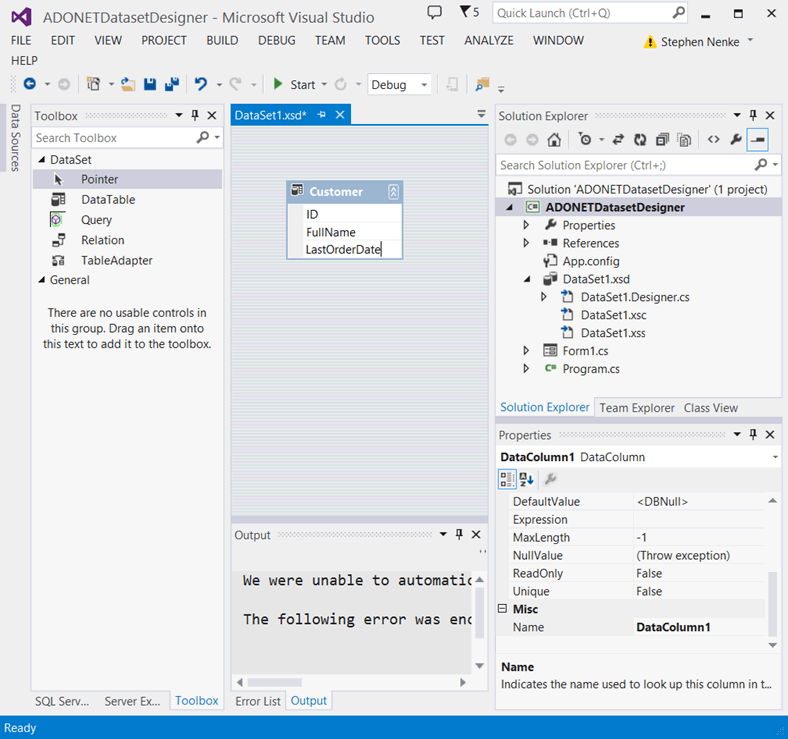 ADONETDatasetDesigner - Microsoft Visual Studio
5
Quick Launch (Ctrl+Q)
FILE EDIT VIEW PROJECT BUILD DEBUG TEAM TOOLS TEST ANALYZE WINDOW
Stephen Nenke
HELP
Start
Debug
Data Sources
Toolbox
Search Toolbox
DataSet
Pointer
DataTable
Query
Relation
TableAdapter
General
There are no usable controls in
this group. Drag an item onto
this text to add it to the toolbox.
SQL Serv... Server Ex... Toolbox
DataSet1.xsd*
Customer
ID
FullName
LastOrderDate
Output
We were unable to automatic
The following error was enc
Error List Output
Solution Explorer
Search Solution Explorer (Ctrl+;)
Solution 'ADONETDatasetDesigner' (1 project)
ADONETDatasetDesigner
Properties
References
App.config
DataSet1.xsd
DataSet1.Designer.cs
DataSet1.xsc
DataSet1.xss
Form1.cs
Program.cs
Solution Explorer Team Explorer Class View
Properties
DataColumn1 DataColumn
DefaultValue <DBNull>
Expression
MaxLength -1
NullValue (Throw exception)
ReadOnly False
Unique False
Misc
Name DataColumn1
Name
Indicates the name used to look up this column in t...
Ready